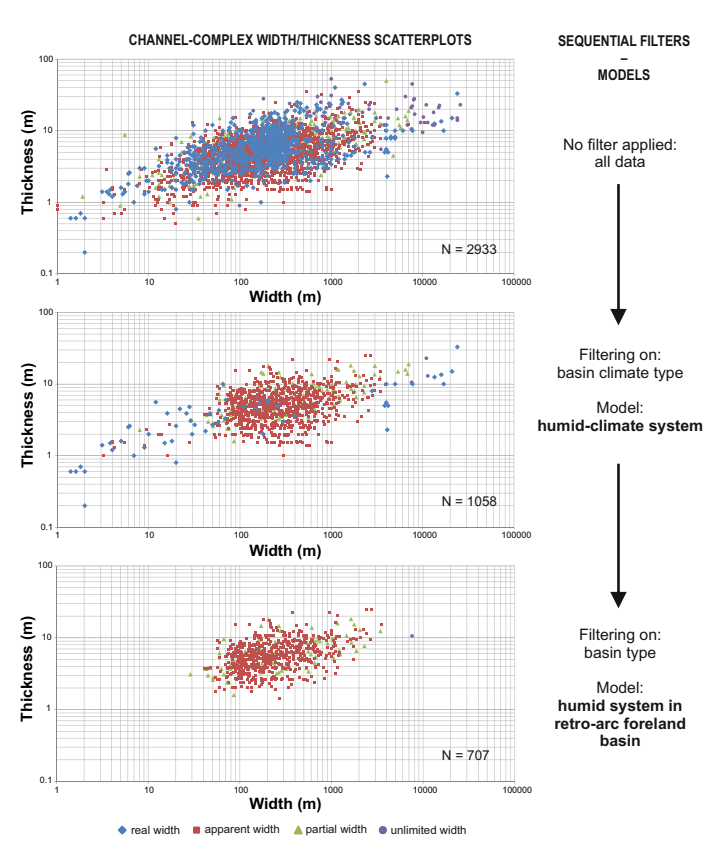 CHANNEL-COMPLEX WIDTH/THICKNESS SCATTERPLOTS
SEQUENTIAL FILTERS
–
MODELS
Thickness (m)
100
10
1
0.1
N = 2933
1
10
100
1000
10000
100000
Width (m)
No filter applied:
all data
Thickness (m)
100
10
1
0.1
N = 1058
1
10
100
1000
10000
100000
Width (m)
Filtering on:
basin climate type
Model:
humid-climate system
Thickness (m)
100
10
1
0.1
N = 707
1
10
100
1000
10000
100000
Width (m)
Filtering on:
basin type
Model:
humid system in
retro-arc foreland
basin
real width
apparent width
partial width
unlimited width